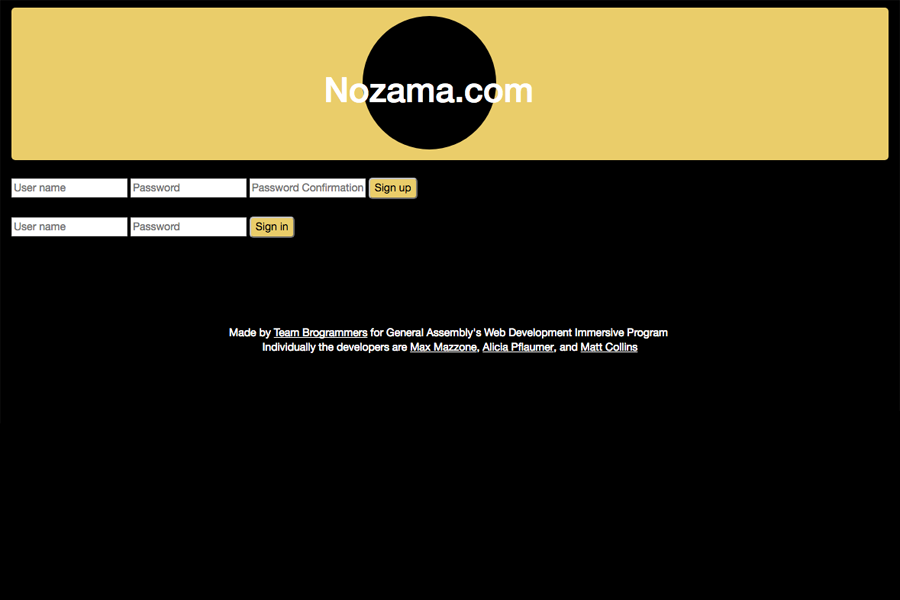 Nozama.com
User name Password Password Confirmation Sign up
User name Password Sign in
Made by Team Brogrammers for General Assembly's Web Development Immersive Program
Individually the developers are Max Mazzone, Alicia Pflaumer, and Matt Collins